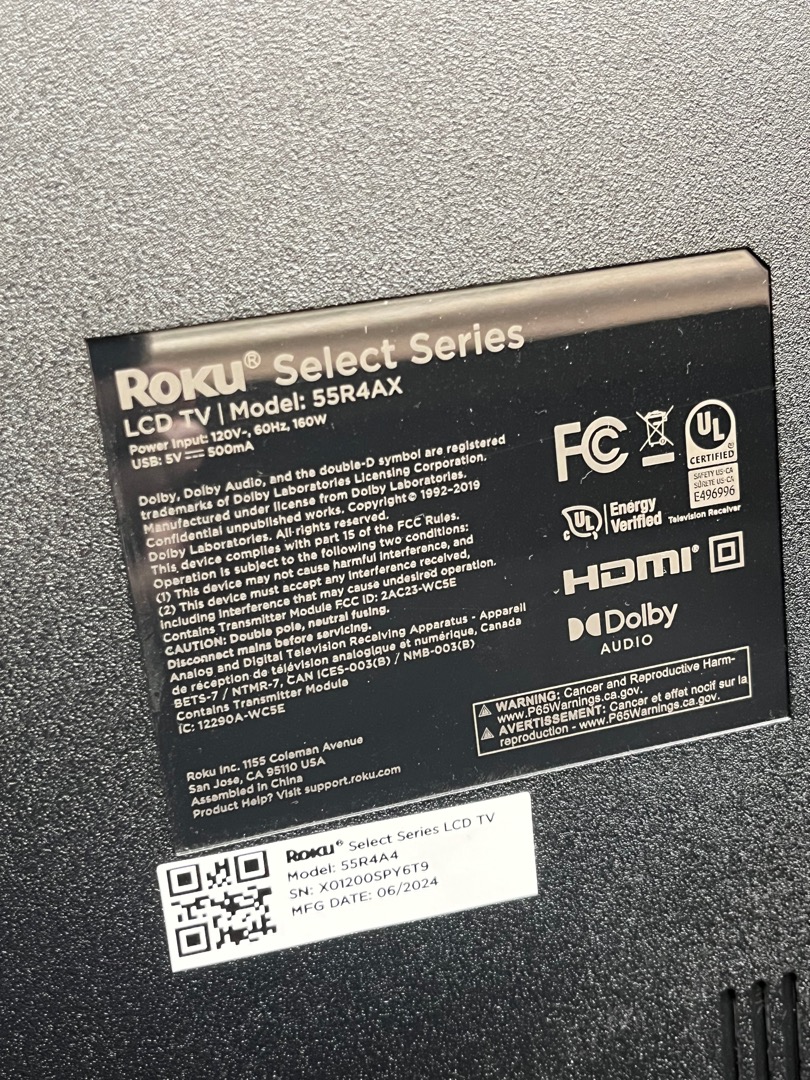 Roku® Select Series
LCD TV | Model: 55R4AX
Power Input: 120V~, 60Hz, 160W
USB: 5V ⎓ 500mA
Dolby, Dolby Audio, and the double-D symbol are registered
trademarks of Dolby Laboratories Licensing Corporation.
Manufactured under license from Dolby Laboratories.
Confidential unpublished works. Copyright © 1992-2019
Dolby Laboratories. All rights reserved.
This device complies with part 15 of the FCC Rules.
Operation is subject to the following two conditions:
(1) This device may not cause harmful interference, and
(2) This device must accept any interference received,
including interference that may cause undesired operation.
Contains Transmitter Module FCC ID: 2AC23-WC5E
CAUTION: Double pole, neutral fusing.
Disconnect mains before servicing.
Analog and Digital Television Receiving Apparatus - Appareil
de réception de télévision analogique et numérique, Canada
BETS-7 / NTMR-7, CAN ICES-003(B) / NMB-003(B)
Contains Transmitter Module
IC: 12290A-WC5E
Roku Inc. 1155 Coleman Avenue
San Jose, CA 95110 USA
Assembled in China
Product Help? Visit support.roku.com
FC
UL
®
CERTIFIED
SAFETY US-CA
SÛRETÉ US-CA
E496996
c UL ® | Energy
Verified
Television Receiver
HDMI®
Dolby
AUDIO
WARNING: Cancer and Reproductive Harm-
www.P65Warnings.ca.gov.
AVERTISSEMENT: Cancer et effet nocif sur la
reproduction - www.P65Warnings.ca.gov.
Roku® Select Series LCD TV
Model: 55R4A4
SN: X01200SPY6T9
MFG DATE: 06/2024